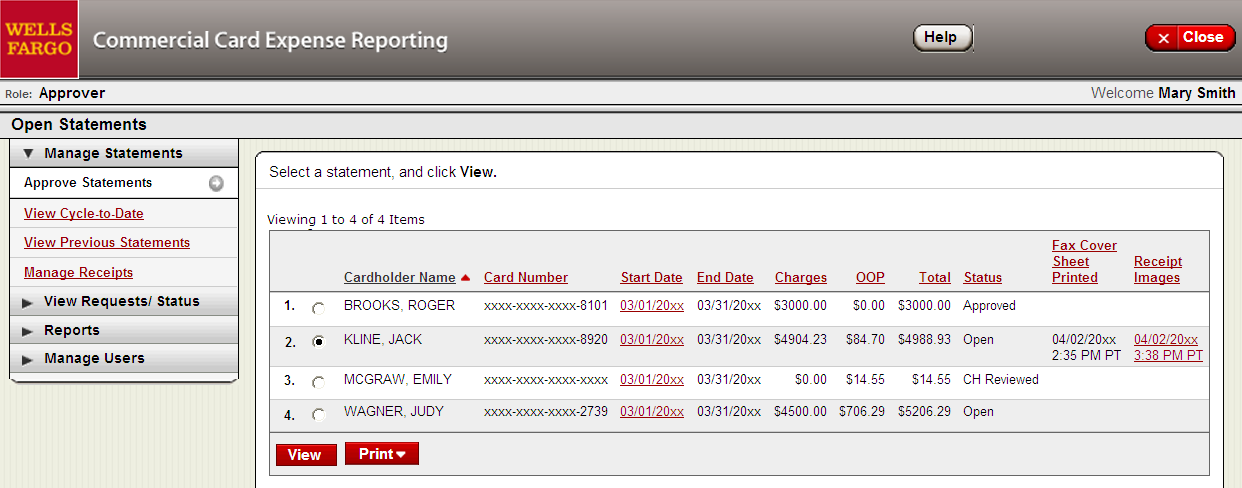 WELLS
FARGO
Commercial Card Expense Reporting
Help
× Close
Role: Approver
Welcome Mary Smith
Open Statements
▼ Manage Statements
Approve Statements
View Cycle-to-Date
View Previous Statements
Manage Receipts
► View Requests/ Status
► Reports
► Manage Users
Select a statement, and click View.
Viewing 1 to 4 of 4 Items
Cardholder Name ▲ Card Number Start Date End Date Charges OOP Total Status Fax Cover Sheet Printed Receipt Images
1. BROOKS, ROGER xxxx-xxxx-xxxx-8101 03/01/20xx 03/31/20xx $3000.00 $0.00 $3000.00 Approved
2. KLINE, JACK xxxx-xxxx-xxxx-8920 03/01/20xx 03/31/20xx $4904.23 $84.70 $4988.93 Open 04/02/20xx 2:35 PM PT 04/02/20xx 3:38 PM PT
3. MCGRAW, EMILY xxxx-xxxx-xxxx-xxxx 03/01/20xx 03/31/20xx $0.00 $14.55 $14.55 CH Reviewed
4. WAGNER, JUDY xxxx-xxxx-xxxx-2739 03/01/20xx 03/31/20xx $4500.00 $706.29 $5206.29 Open
View Print ▼